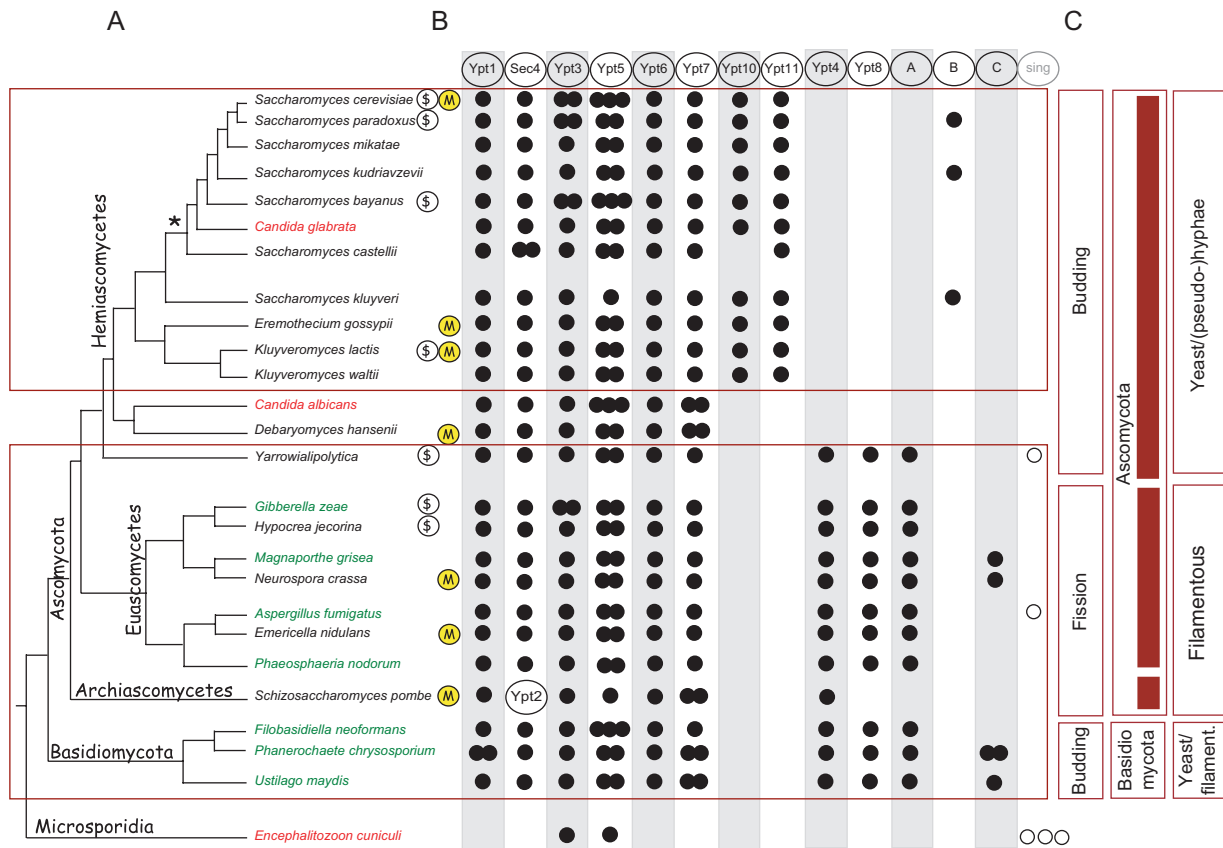 A
B
C
Ypt1 Sec4 Ypt3 Ypt5 Ypt6 Ypt7 Ypt10 Ypt11 Ypt4 Ypt8 A B C sing
Saccharomyces cerevisiae $ M
Saccharomyces paradoxus $
Saccharomyces mikatae
Saccharomyces kudriavzevii
Saccharomyces bayanus $
*
Candida glabrata
Saccharomyces castellii
Saccharomyces kluyveri
Eremothecium gossypii M
Kluyveromyces lactis $ M
Kluyveromyces waltii
Candida albicans
Debaryomyces hansenii M
Yarrowialipolytica $
Gibberella zeae $
Hypocrea jecorina $
Magnaporthe grisea
Neurospora crassa M
Aspergillus fumigatus
Emericella nidulans M
Phaeosphaeria nodorum
Schizosaccharomyces pombe M Ypt2
Filobasidiella neoformans
Phanerochaete chrysosporium
Ustilago maydis
Encephalitozoon cuniculi
Hemiascomycetes
Ascomycota
Euascomycetes
Archiascomycetes
Basidiomycota
Microsporidia
Budding
Fission
Budding
Ascomycota
Basidio
mycota
Yeast/(pseudo-)hyphae
Filamentous
Yeast/
filament.